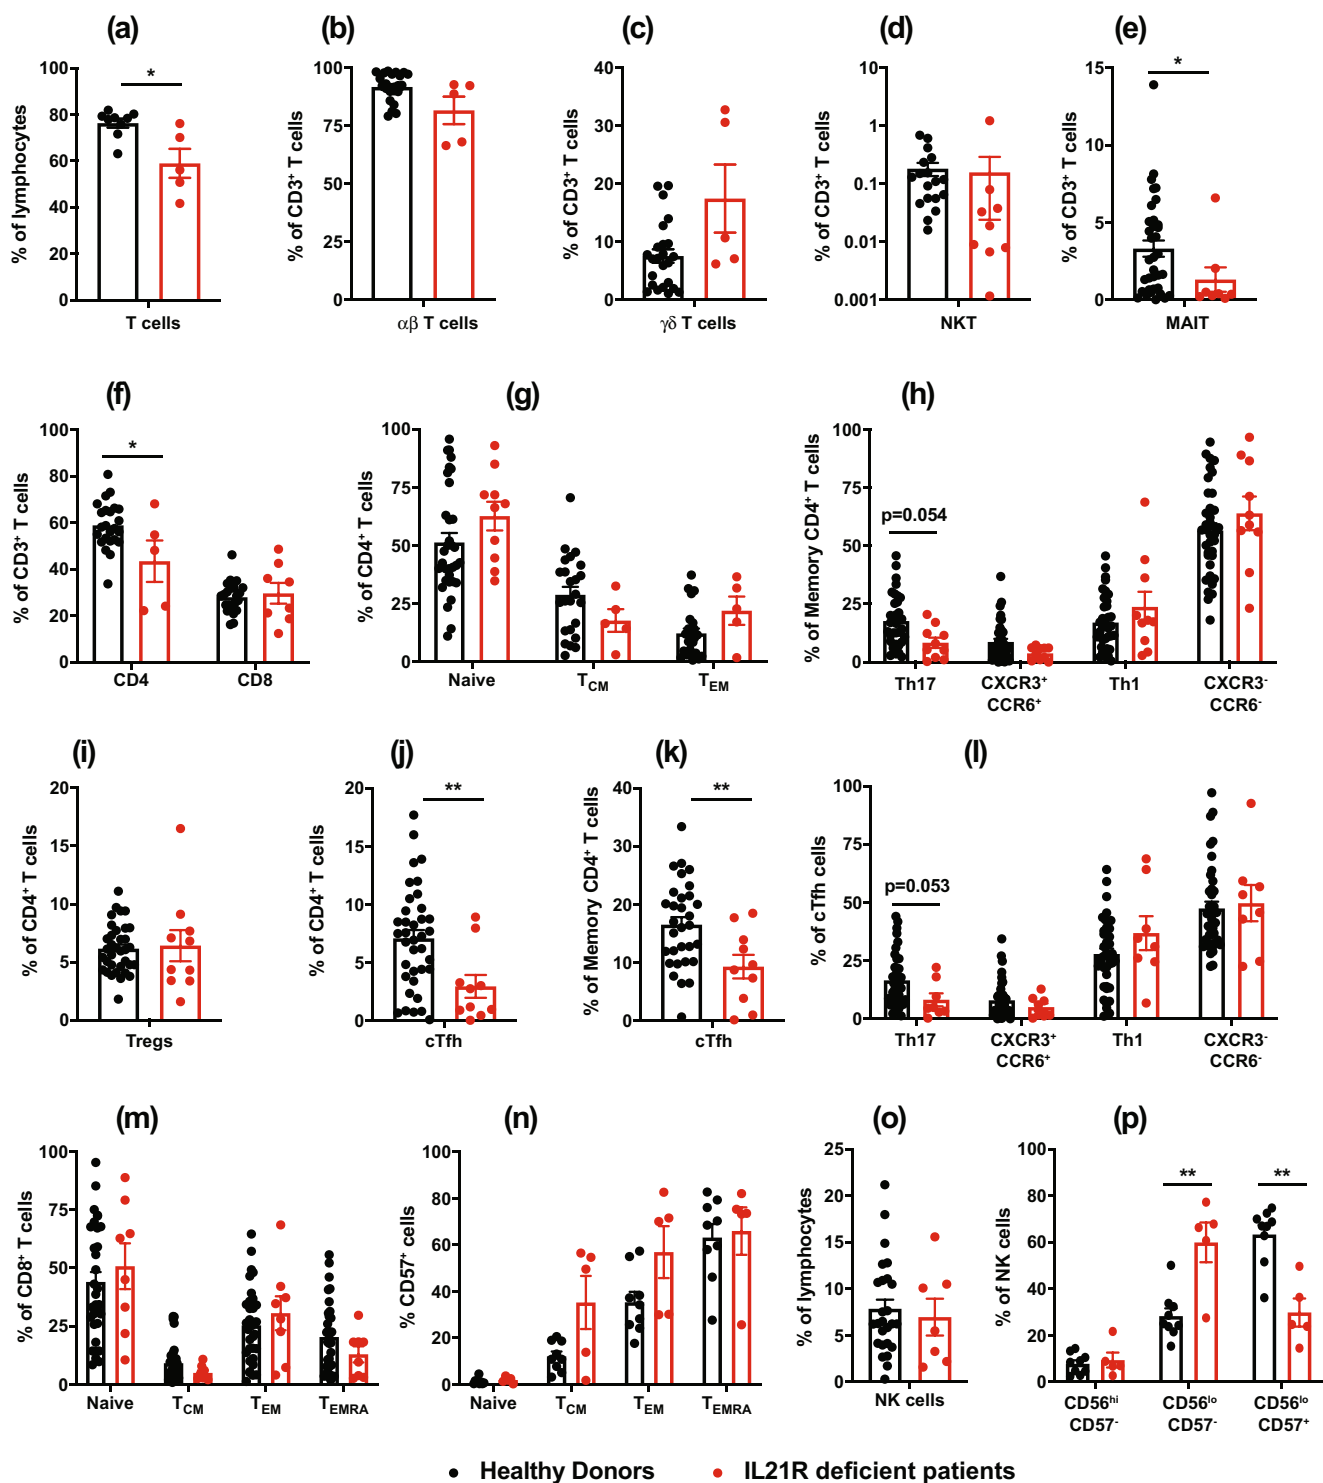 (a) (b) (c) (d) (e)
% of lymphocytes
100
80
60
40
20
0
*
T cells
% of CD3⁺ T cells
100
75
50
25
0
αβ T cells
% of CD3⁺ T cells
40
30
20
10
0
γδ T cells
% of CD3⁺ T cells
10
1
0.1
0.01
0.001
NKT
% of CD3⁺ T cells
15
10
5
0
*
MAIT
(f) (g) (h)
% of CD3⁺ T cells
100
80
60
40
20
0
*
CD4 CD8
% of CD4⁺ T cells
100
75
50
25
0
Naive T_CM T_EM
% of Memory CD4⁺ T cells
100
75
50
25
0
p=0.054
Th17 CXCR3⁺ Th1 CXCR3⁻
CCR6⁺ CCR6⁻
(i) (j) (k) (l)
% of CD4⁺ T cells
20
15
10
5
0
Tregs
% of CD4⁺ T cells
20
15
10
5
0
**
cTfh
% of Memory CD4⁺ T cells
40
30
20
10
0
**
cTfh
% of cTfh cells
100
75
50
25
0
p=0.053
Th17 CXCR3⁺ Th1 CXCR3⁻
CCR6⁺ CCR6⁻
(m) (n) (o) (p)
% of CD8⁺ T cells
100
75
50
25
0
Naive T_CM T_EM T_EMRA
% CD57⁺ cells
100
80
60
40
20
0
Naive T_CM T_EM T_EMRA
% of lymphocytes
25
20
15
10
5
0
NK cells
% of NK cells
100
80
60
40
20
0
** **
CD56ʰⁱ CD56ˡᵒ CD56ˡᵒ
CD57⁻ CD57⁻ CD57⁺
Healthy Donors IL21R deficient patients